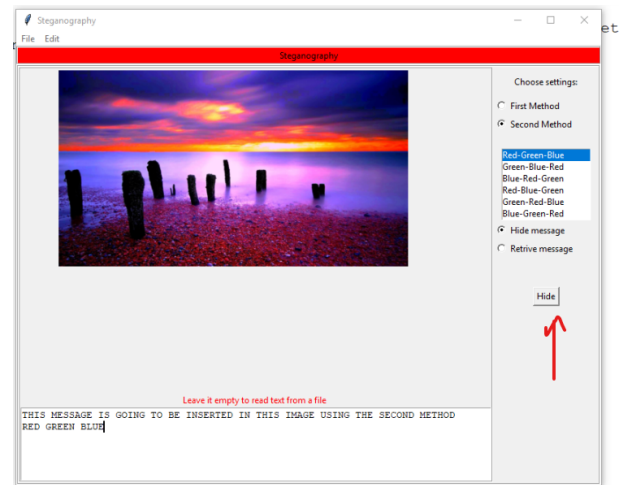 Steganography
et
File Edit
Steganography
Choose settings:
First Method
Second Method
Red-Green-Blue
Green-Blue-Red
Blue-Red-Green
Red-Blue-Green
Green-Red-Blue
Blue-Green-Red
Hide message
Retrive message
Hide
Leave it empty to read text from a file
THIS MESSAGE IS GOING TO BE INSERTED IN THIS IMAGE USING THE SECOND METHOD
RED GREEN BLUE